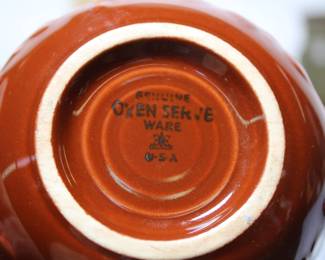 GENUINE
OVEN SERVE
WARE
U-S-A